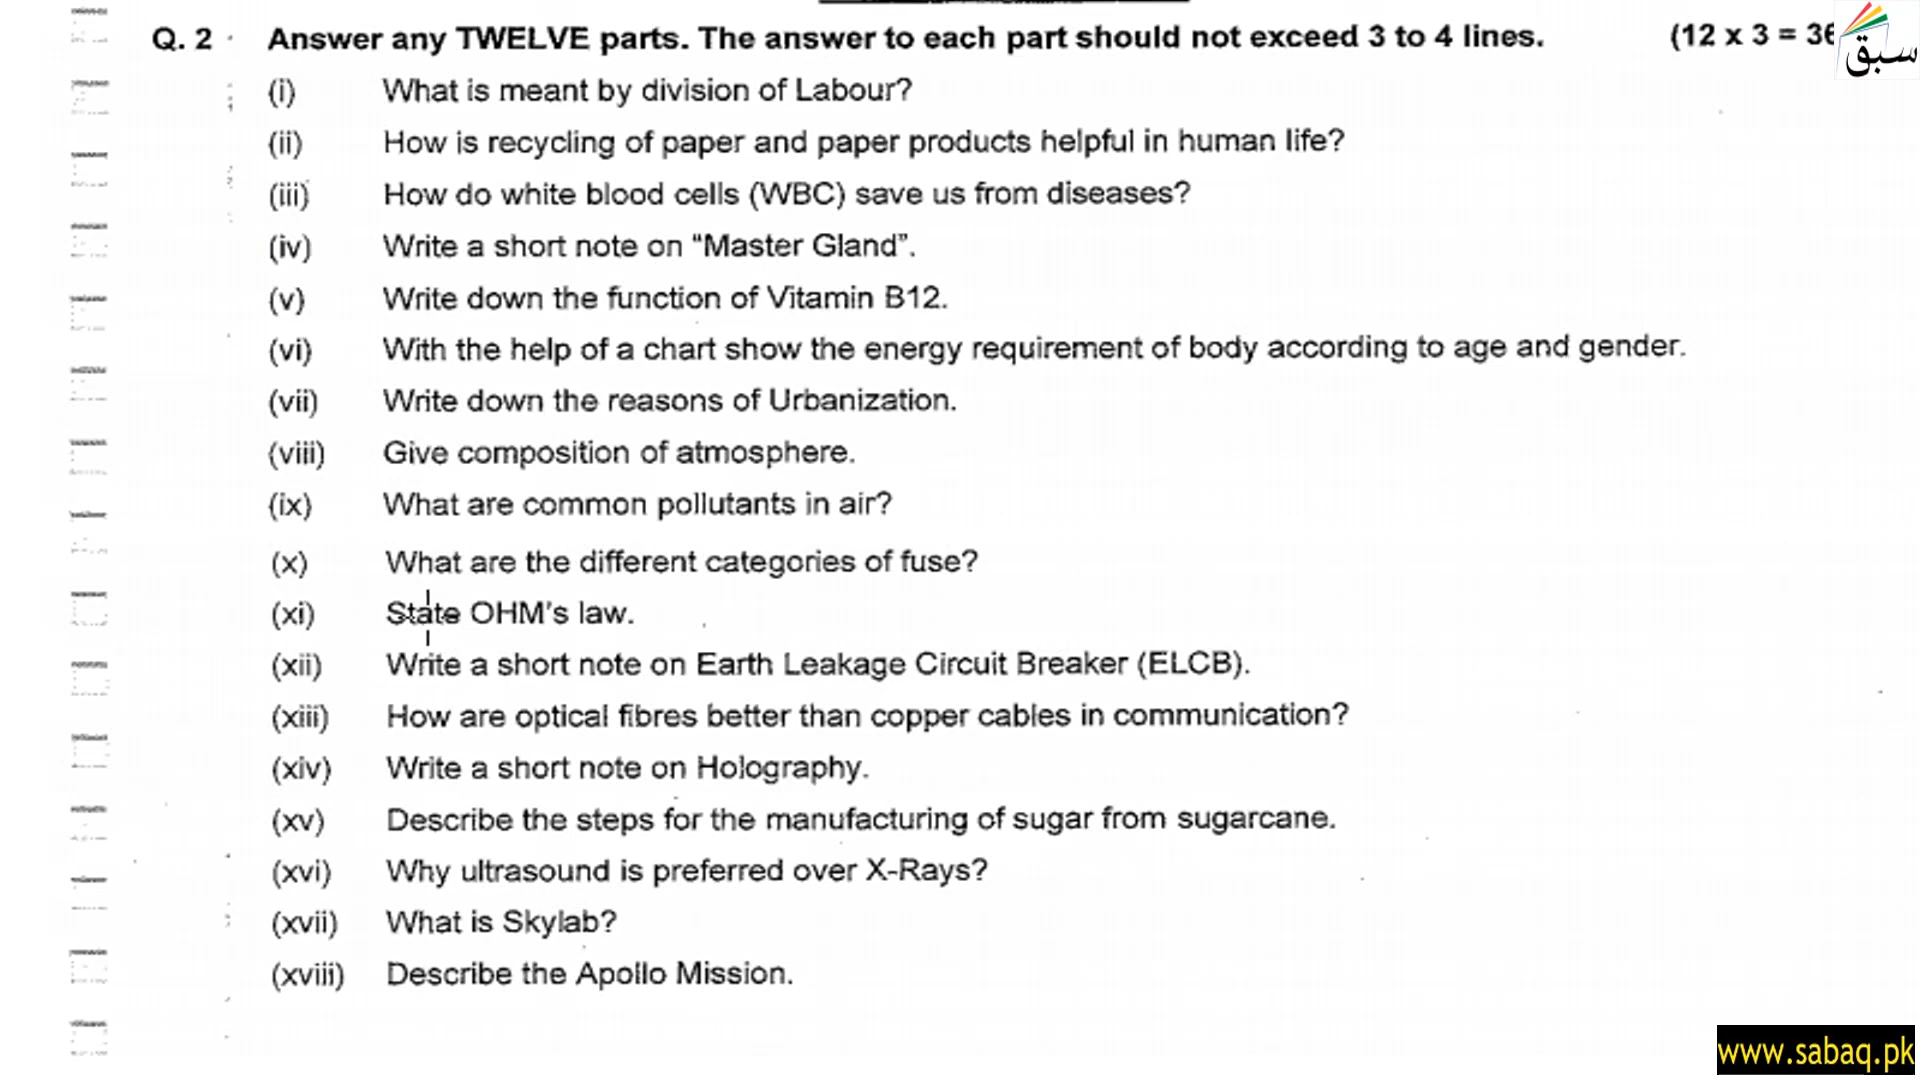 Q. 2 Answer any TWELVE parts. The answer to each part should not exceed 3 to 4 lines. (12 x 3 = 36
سبق
(i) What is meant by division of Labour?
(ii) How is recycling of paper and paper products helpful in human life?
(iii) How do white blood cells (WBC) save us from diseases?
(iv) Write a short note on “Master Gland”.
(v) Write down the function of Vitamin B12.
(vi) With the help of a chart show the energy requirement of body according to age and gender.
(vii) Write down the reasons of Urbanization.
(viii) Give composition of atmosphere.
(ix) What are common pollutants in air?
(x) What are the different categories of fuse?
(xi) State OHM's law.
(xii) Write a short note on Earth Leakage Circuit Breaker (ELCB).
(xiii) How are optical fibres better than copper cables in communication?
(xiv) Write a short note on Holography.
(xv) Describe the steps for the manufacturing of sugar from sugarcane.
(xvi) Why ultrasound is preferred over X-Rays?
(xvii) What is Skylab?
(xviii) Describe the Apollo Mission.
www.sabaq.pk